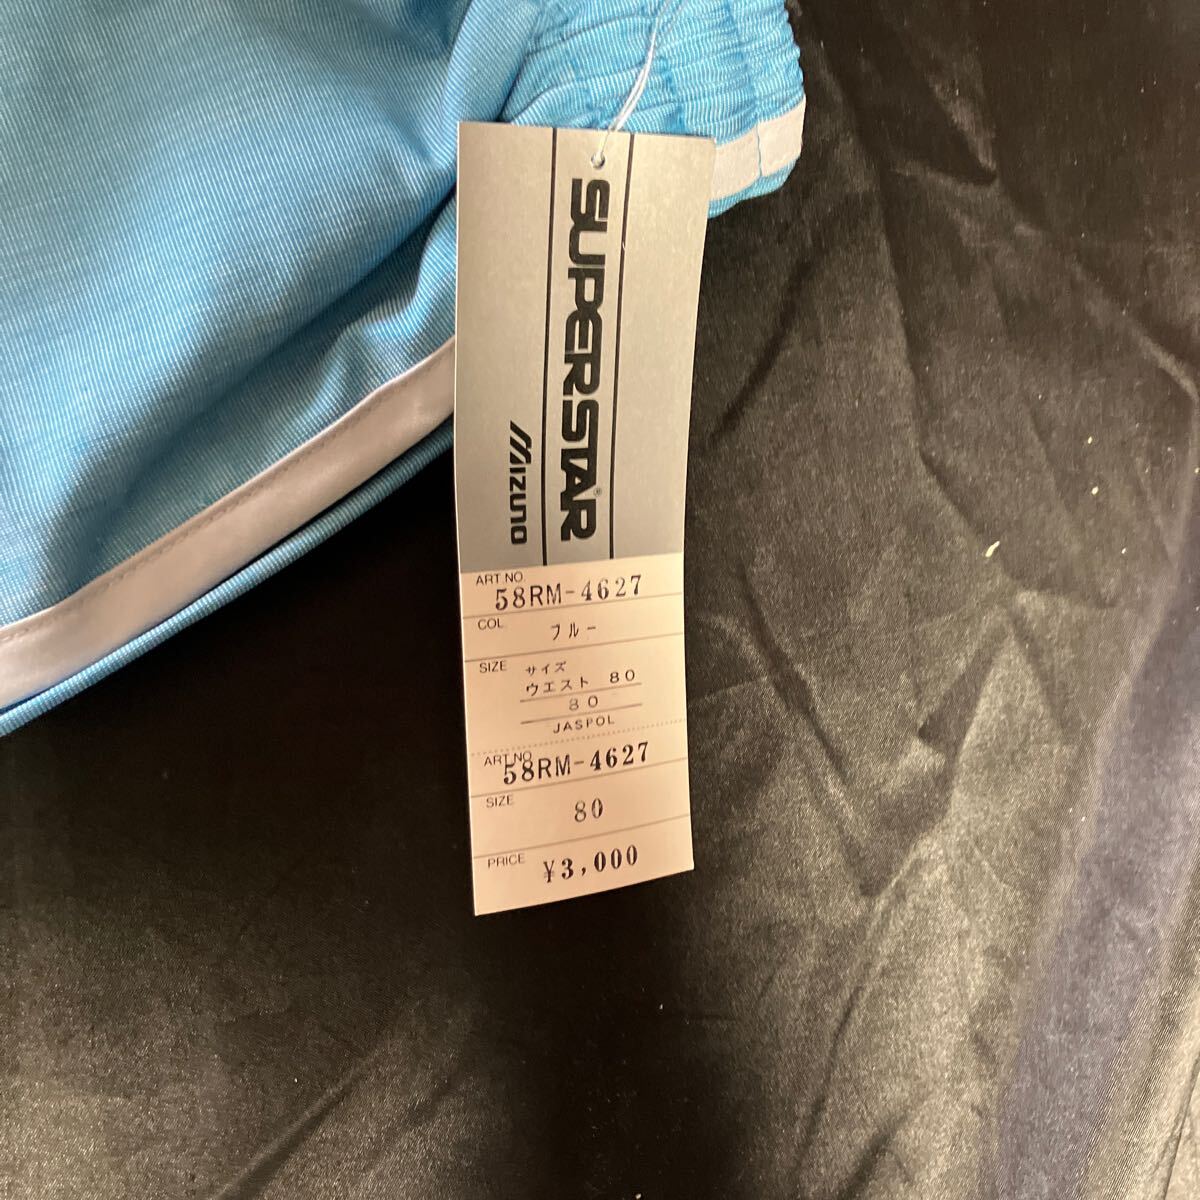 SUPERSTAR®
MIZUNO
ART.NO.
58RM-4627
COL
ブルー
SIZE
サイズ
ウエスト 80
80
JASPOL
ART.NO.
58RM-4627
SIZE
80
PRICE
¥3,000